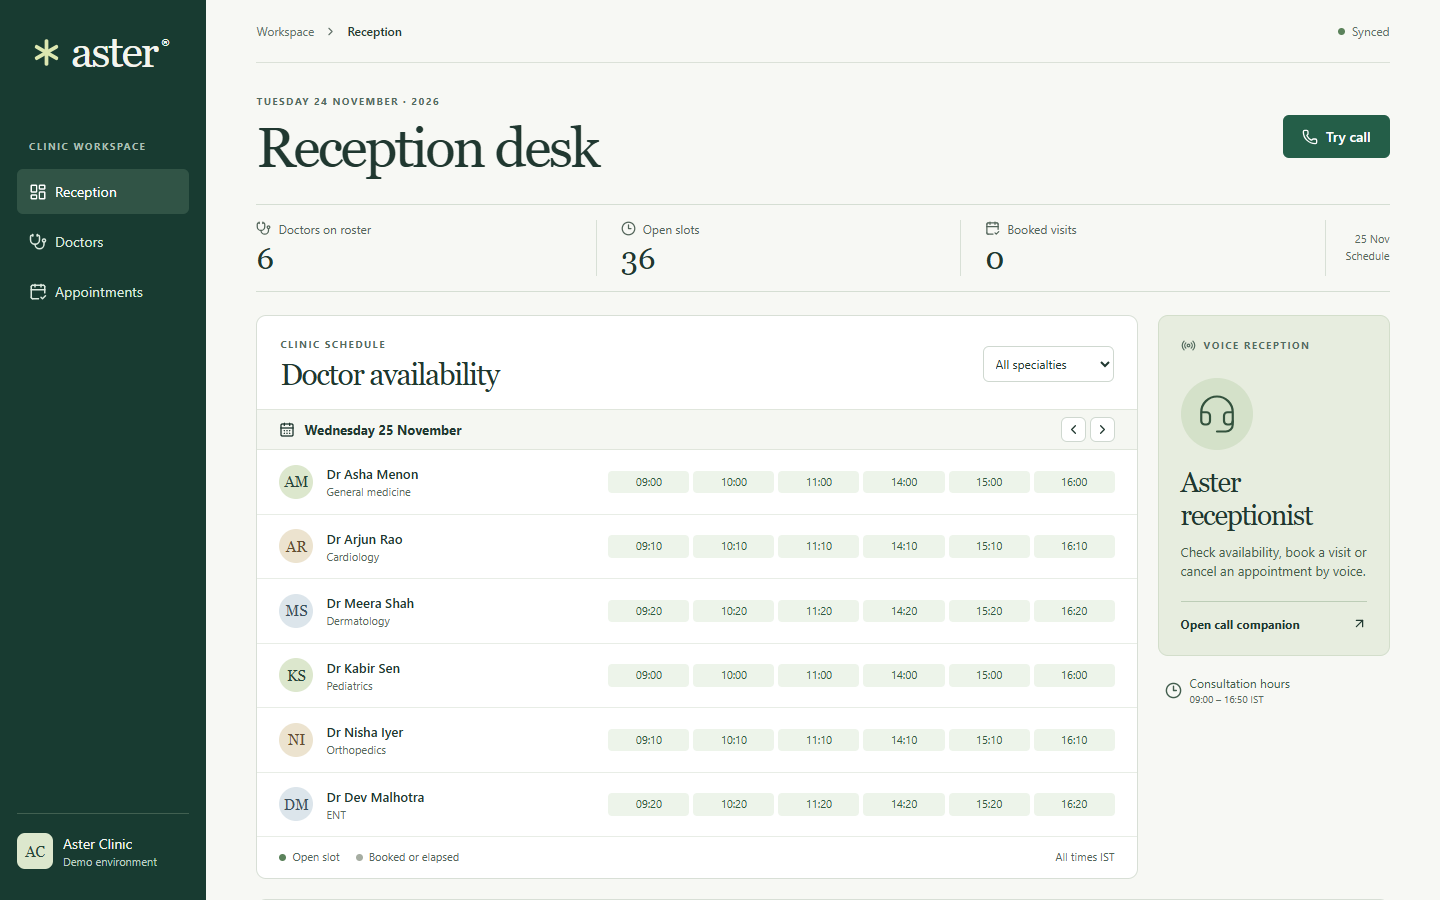 aster®
CLINIC WORKSPACE
Reception
Doctors
Appointments
AC
Aster Clinic
Demo environment
Workspace > Reception
Synced
TUESDAY 24 NOVEMBER · 2026
Reception desk
Try call
Doctors on roster
6
Open slots
36
Booked visits
0
25 Nov
Schedule
CLINIC SCHEDULE
Doctor availability
All specialties
Wednesday 25 November
AM Dr Asha Menon 09:00 10:00 11:00 14:00 15:00 16:00
General medicine
AR Dr Arjun Rao 09:10 10:10 11:10 14:10 15:10 16:10
Cardiology
MS Dr Meera Shah 09:20 10:20 11:20 14:20 15:20 16:20
Dermatology
KS Dr Kabir Sen 09:00 10:00 11:00 14:00 15:00 16:00
Pediatrics
NI Dr Nisha Iyer 09:10 10:10 11:10 14:10 15:10 16:10
Orthopedics
DM Dr Dev Malhotra 09:20 10:20 11:20 14:20 15:20 16:20
ENT
Open slot Booked or elapsed All times IST
VOICE RECEPTION
Aster
receptionist
Check availability, book a visit or
cancel an appointment by voice.
Open call companion
Consultation hours
09:00 – 16:50 IST